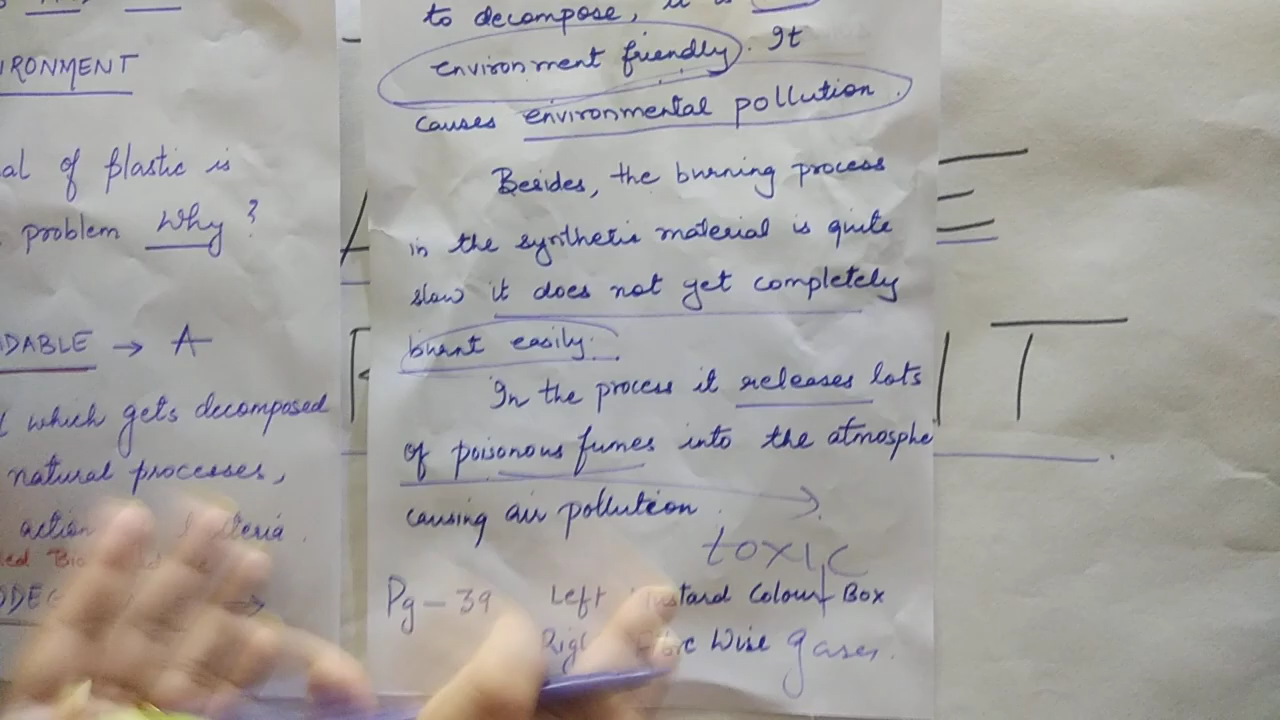 IRONMENT
al of plastic is
problem Why ?
DABLE → A
which gets decomposed
natural processes,
action
to decompose, it is
environment friendly. It
causes environmental pollution.
Besides, the burning process
in the synthetic material is quite
slow it does not get completely
burnt easily.
In the process it releases lots
of poisonous fumes into the atmosphe
causing air pollution.
toxic
Pg - 39 Left Mustard Colour Box
Wise gases.